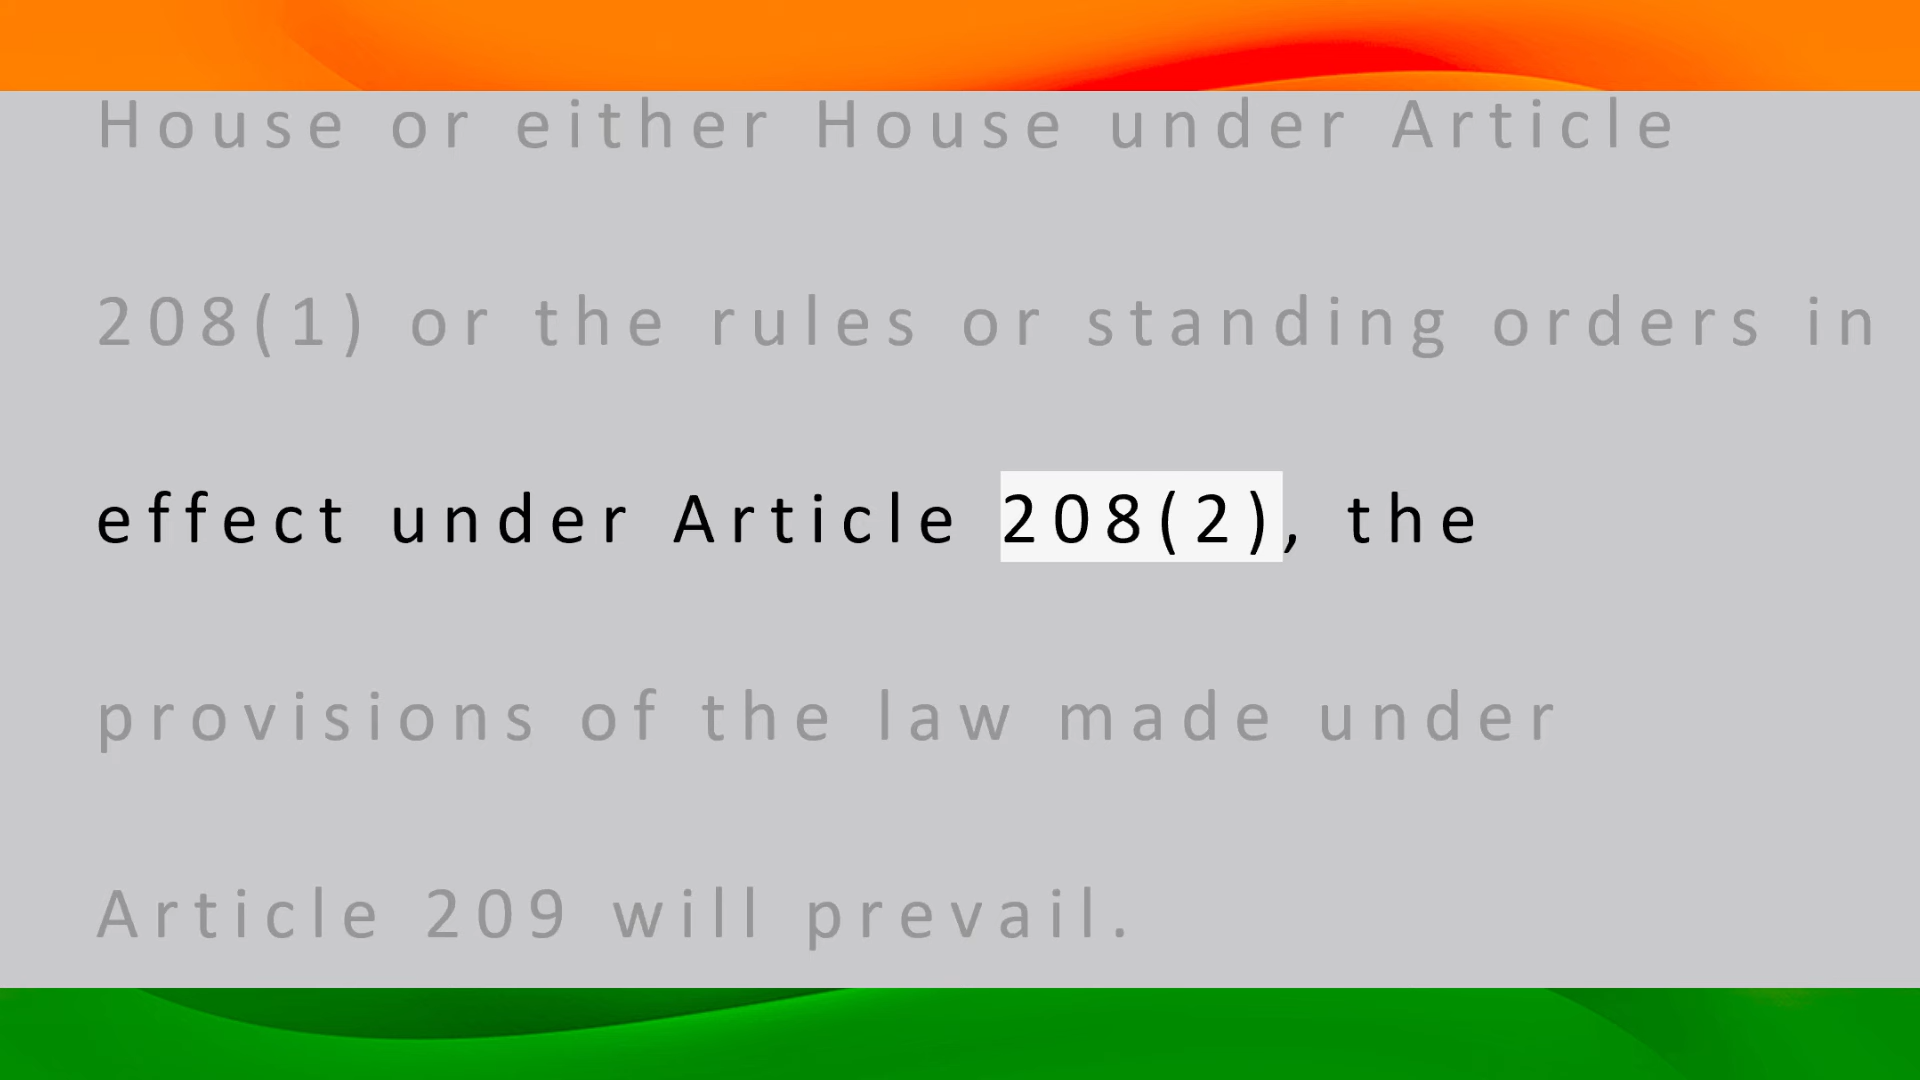 House or either House under Article
208(1) or the rules or standing orders in
effect under Article 208(2), the
provisions of the law made under
Article 209 will prevail.